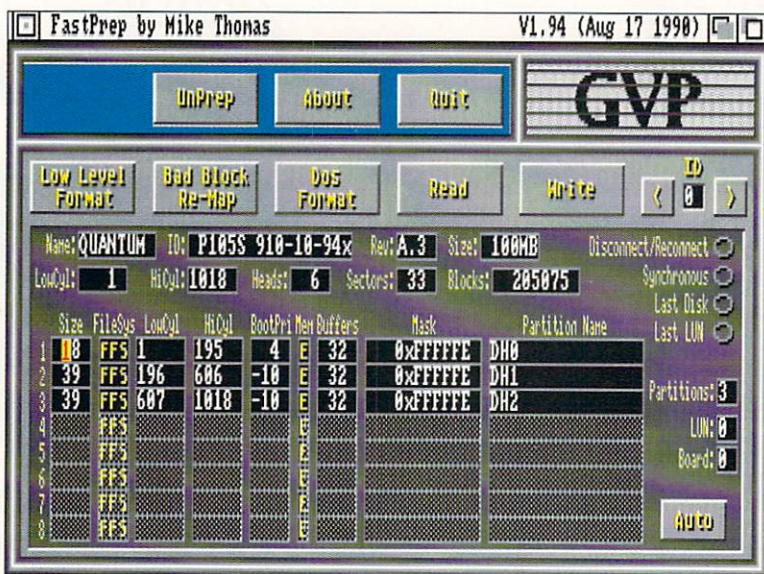 FastPrep by Mike Thomas V1.94 (Aug 17 1990)
UnPrep About Quit GVP
Low Level Format Bad Block Re-Map Dos Format Read Write ID < 0 >
Name: QUANTUM ID: P105S 910-10-94x Rev: A.3 Size: 100MB Disconnect/Reconnect
LowCyl: 1 HiCyl: 1018 Heads: 6 Sectors: 33 Blocks: 205075 Synchronous
Last Disk
Size FileSys LowCyl HiCyl BootPri Mem Buffers Mask Partition Name Last LUN
1 18 FFS 1 195 4 E 32 0xFFFFFE DH0
2 39 FFS 196 606 -10 E 32 0xFFFFFE DH1
3 39 FFS 607 1018 -10 E 32 0xFFFFFE DH2
Partitions: 3
4 FFS E
LUN: 0
5 FFS E
Board: 0
6 FFS E
7 FFS E
8 FFS E
Auto